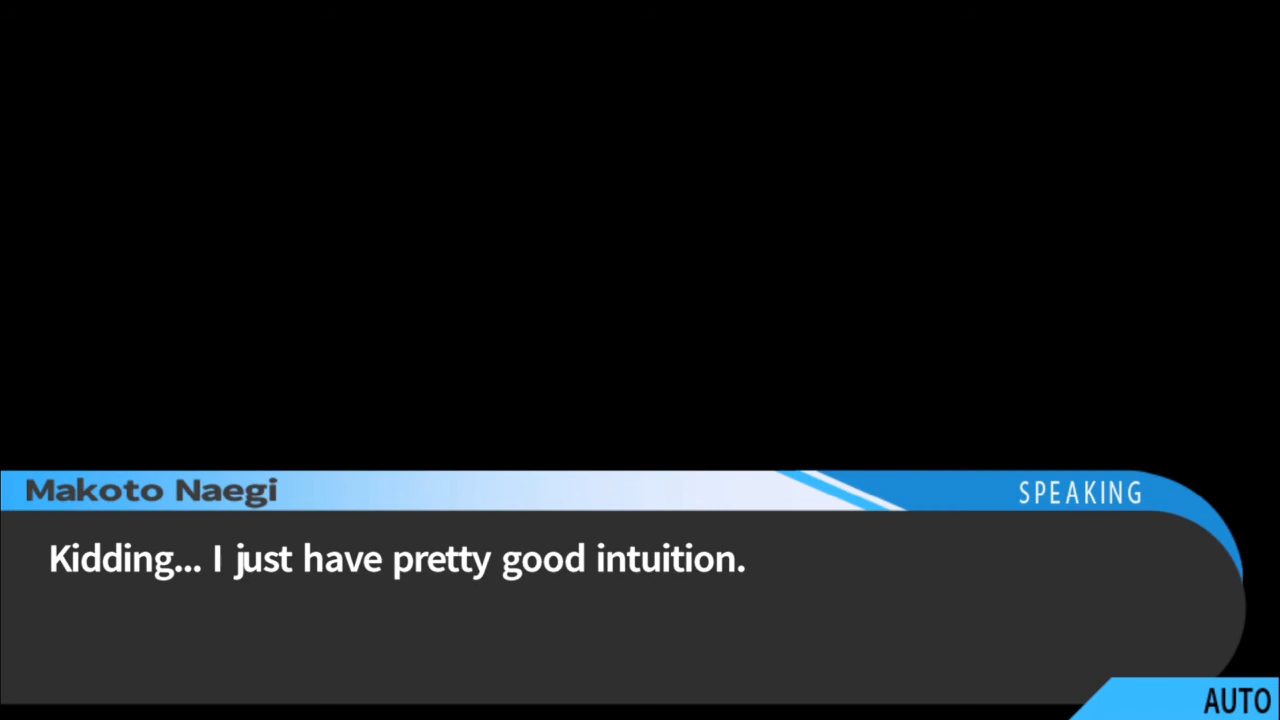 Makoto Naegi
SPEAKING
Kidding... I just have pretty good intuition.
AUTO